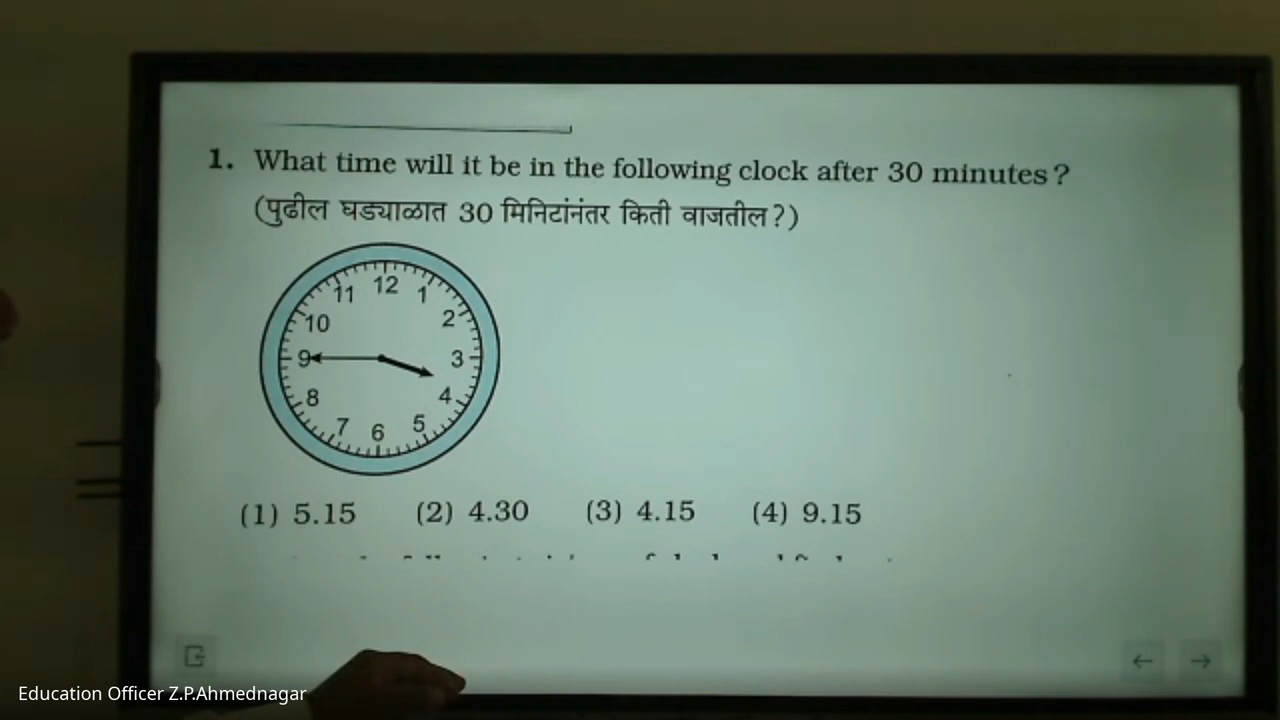 1. What time will it be in the following clock after 30 minutes?
(पुढील घड्याळात 30 मिनिटांनंतर किती वाजतील?)
12
11 1
10 2
9 3
8 4
7 6 5
(1) 5.15 (2) 4.30 (3) 4.15 (4) 9.15
Education Officer Z.P.Ahmednagar